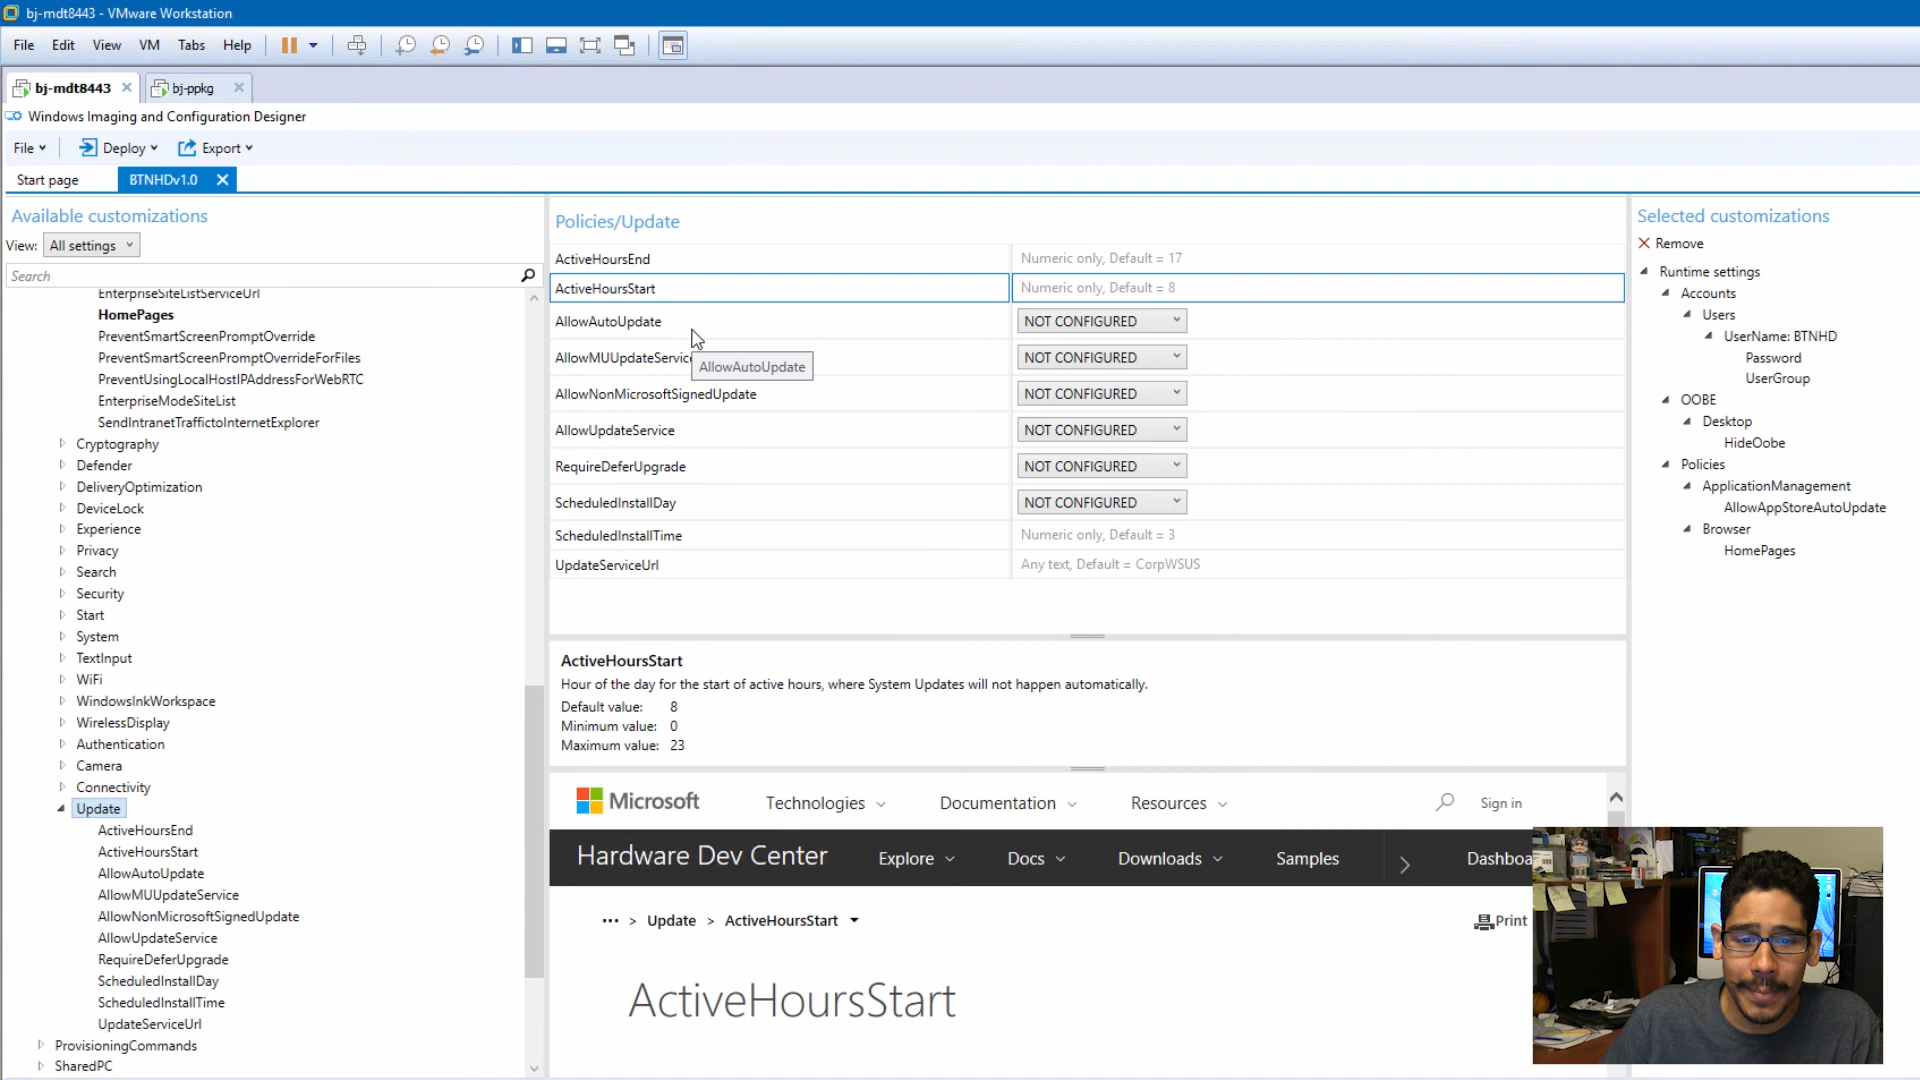 bj-mdt8443 - VMware Workstation
File Edit View VM Tabs Help
bj-mdt8443 bj-ppkg
Windows Imaging and Configuration Designer
File Deploy Export
Start page BTNHDv1.0
Available customizations
View: All settings
Search
EnterpriseSiteListServiceUrl
HomePages
PreventSmartScreenPromptOverride
PreventSmartScreenPromptOverrideForFiles
PreventUsingLocalHostIPAddressForWebRTC
EnterpriseModeSiteList
SendIntranetTraffictoInternetExplorer
Cryptography
Defender
DeliveryOptimization
DeviceLock
Experience
Privacy
Search
Security
Start
System
TextInput
WiFi
WindowsInkWorkspace
WirelessDisplay
Authentication
Camera
Connectivity
Update
ActiveHoursEnd
ActiveHoursStart
AllowAutoUpdate
AllowMUUpdateService
AllowNonMicrosoftSignedUpdate
AllowUpdateService
RequireDeferUpgrade
ScheduledInstallDay
ScheduledInstallTime
UpdateServiceUrl
ProvisioningCommands
SharedPC
Policies/Update
ActiveHoursEnd Numeric only, Default = 17
ActiveHoursStart Numeric only, Default = 8
AllowAutoUpdate NOT CONFIGURED
AllowMUUpdateService NOT CONFIGURED
AllowAutoUpdate
AllowNonMicrosoftSignedUpdate NOT CONFIGURED
AllowUpdateService NOT CONFIGURED
RequireDeferUpgrade NOT CONFIGURED
ScheduledInstallDay NOT CONFIGURED
ScheduledInstallTime Numeric only, Default = 3
UpdateServiceUrl Any text, Default = CorpWSUS
ActiveHoursStart
Hour of the day for the start of active hours, where System Updates will not happen automatically.
Default value: 8
Minimum value: 0
Maximum value: 23
Microsoft Technologies Documentation Resources Sign in
Hardware Dev Center Explore Docs Downloads Samples Dashboa
... > Update > ActiveHoursStart Print
ActiveHoursStart
Selected customizations
Remove
Runtime settings
Accounts
Users
UserName: BTNHD
Password
UserGroup
OOBE
Desktop
HideOobe
Policies
ApplicationManagement
AllowAppStoreAutoUpdate
Browser
HomePages